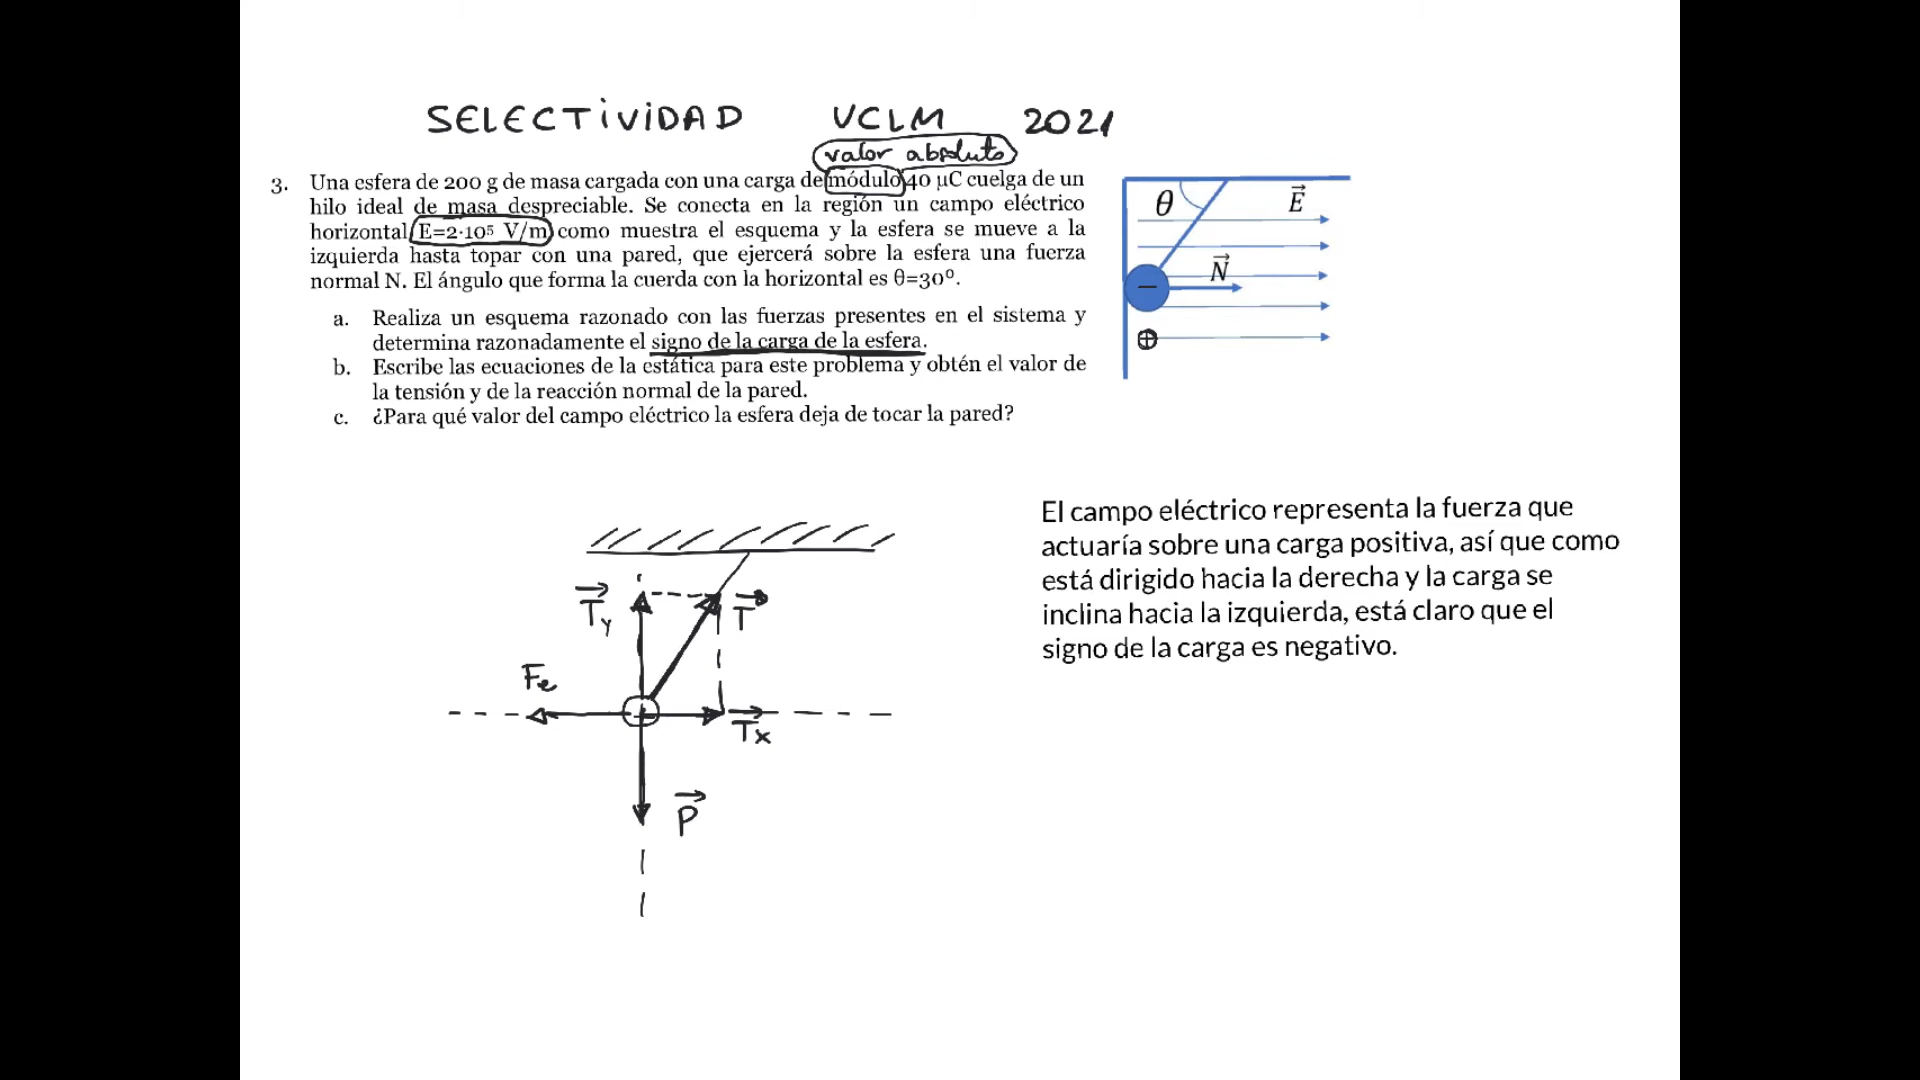 SELECTiViDAD UCLM 2021
valor absoluto
3. Una esfera de 200 g de masa cargada con una carga de módulo 40 µC cuelga de un
hilo ideal de masa despreciable. Se conecta en la región un campo eléctrico
horizontal E=2·10⁵ V/m como muestra el esquema y la esfera se mueve a la
izquierda hasta topar con una pared, que ejercerá sobre la esfera una fuerza
normal N. El ángulo que forma la cuerda con la horizontal es θ=30º.
a. Realiza un esquema razonado con las fuerzas presentes en el sistema y
determina razonadamente el signo de la carga de la esfera.
b. Escribe las ecuaciones de la estática para este problema y obtén el valor de
la tensión y de la reacción normal de la pared.
c. ¿Para qué valor del campo eléctrico la esfera deja de tocar la pared?
θ
E⃗
N⃗
−
⊕
El campo eléctrico representa la fuerza que
actuaría sobre una carga positiva, así que como
está dirigido hacia la derecha y la carga se
inclina hacia la izquierda, está claro que el
signo de la carga es negativo.
T⃗y
T⃗
Fe
T⃗x
P⃗